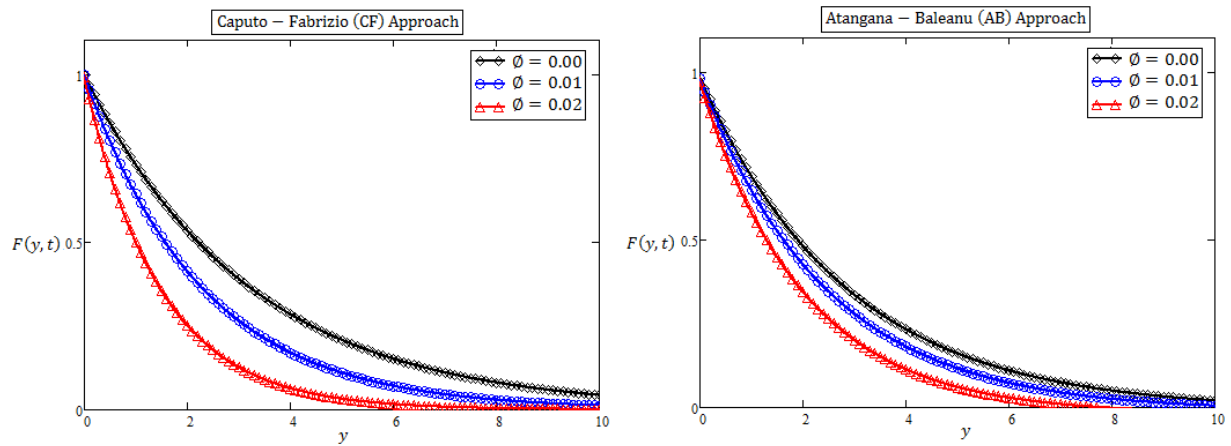 Caputo − Fabrizio (CF) Approach
∅ = 0.00
∅ = 0.01
∅ = 0.02
1
F(y, t) 0.5
0
0 2 4 6 8 10
y
Atangana − Baleanu (AB) Approach
∅ = 0.00
∅ = 0.01
∅ = 0.02
1
F(y, t) 0.5
0
0 2 4 6 8 10
y